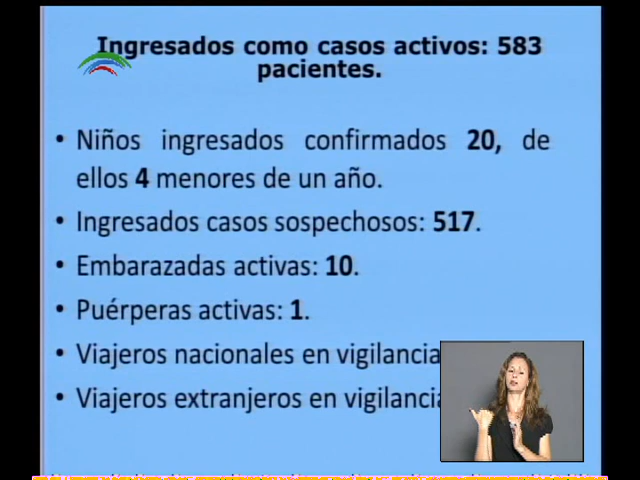 Ingresados como casos activos: 583
pacientes.
• Niños ingresados confirmados 20, de
ellos 4 menores de un año.
• Ingresados casos sospechosos: 517.
• Embarazadas activas: 10.
• Puérperas activas: 1.
• Viajeros nacionales en vigilancia
• Viajeros extranjeros en vigilancia